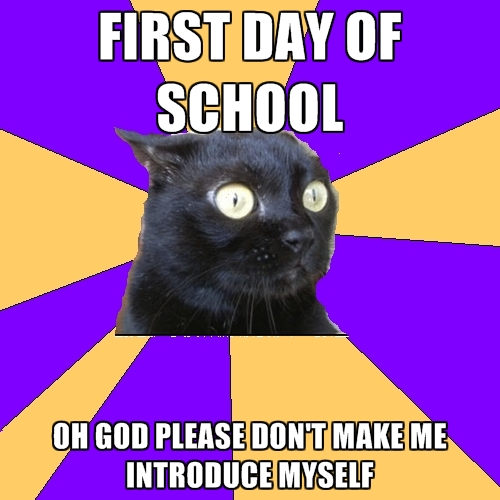 FIRST DAY OF
SCHOOL
OH GOD PLEASE DON'T MAKE ME
INTRODUCE MYSELF